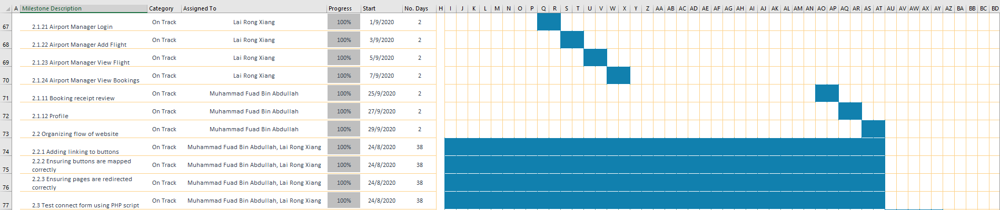 A Milestone Description Category Assigned To Progress Start No. Days H I J K L M N O P Q R S T U V W X Y Z AA AB AC AD AE AF AG AH AI AJ AK AL AM AN AO AP AQ AR AS AT AU AV AW AX AY AZ BA BB BC BD
67 2.1.21 Airport Manager Login On Track Lai Rong Xiang 100% 1/9/2020 2
68 2.1.22 Airport Manager Add Flight On Track Lai Rong Xiang 100% 3/9/2020 2
69 2.1.23 Airport Manager View Flight On Track Lai Rong Xiang 100% 5/9/2020 2
70 2.1.24 Airport Manager View Bookings On Track Lai Rong Xiang 100% 7/9/2020 2
71 2.1.11 Booking receipt review On Track Muhammad Fuad Bin Abdullah 100% 25/9/2020 2
72 2.1.12 Profile On Track Muhammad Fuad Bin Abdullah 100% 27/9/2020 2
73 2.2 Organizing flow of website On Track Muhammad Fuad Bin Abdullah 100% 29/9/2020 2
74 2.2.1 Adding linking to buttons On Track Muhammad Fuad Bin Abdullah, Lai Rong Xiang 100% 24/8/2020 38
75 2.2.2 Ensuring buttons are mapped
correctly On Track Muhammad Fuad Bin Abdullah, Lai Rong Xiang 100% 24/8/2020 38
76 2.2.3 Ensuring pages are redirected
correctly On Track Muhammad Fuad Bin Abdullah, Lai Rong Xiang 100% 24/8/2020 38
77 2.3 Test connect form using PHP script On Track Muhammad Fuad Bin Abdullah, Lai Rong Xiang 100% 24/8/2020 38